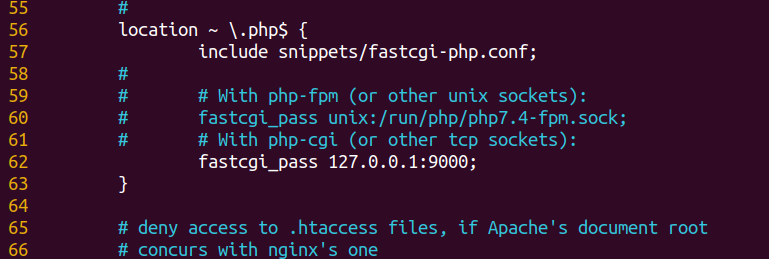 55 #
56 location ~ \.php$ {
57 include snippets/fastcgi-php.conf;
58 #
59 # # With php-fpm (or other unix sockets):
60 # fastcgi_pass unix:/run/php/php7.4-fpm.sock;
61 # # With php-cgi (or other tcp sockets):
62 fastcgi_pass 127.0.0.1:9000;
63 }
64
65 # deny access to .htaccess files, if Apache's document root
66 # concurs with nginx's one